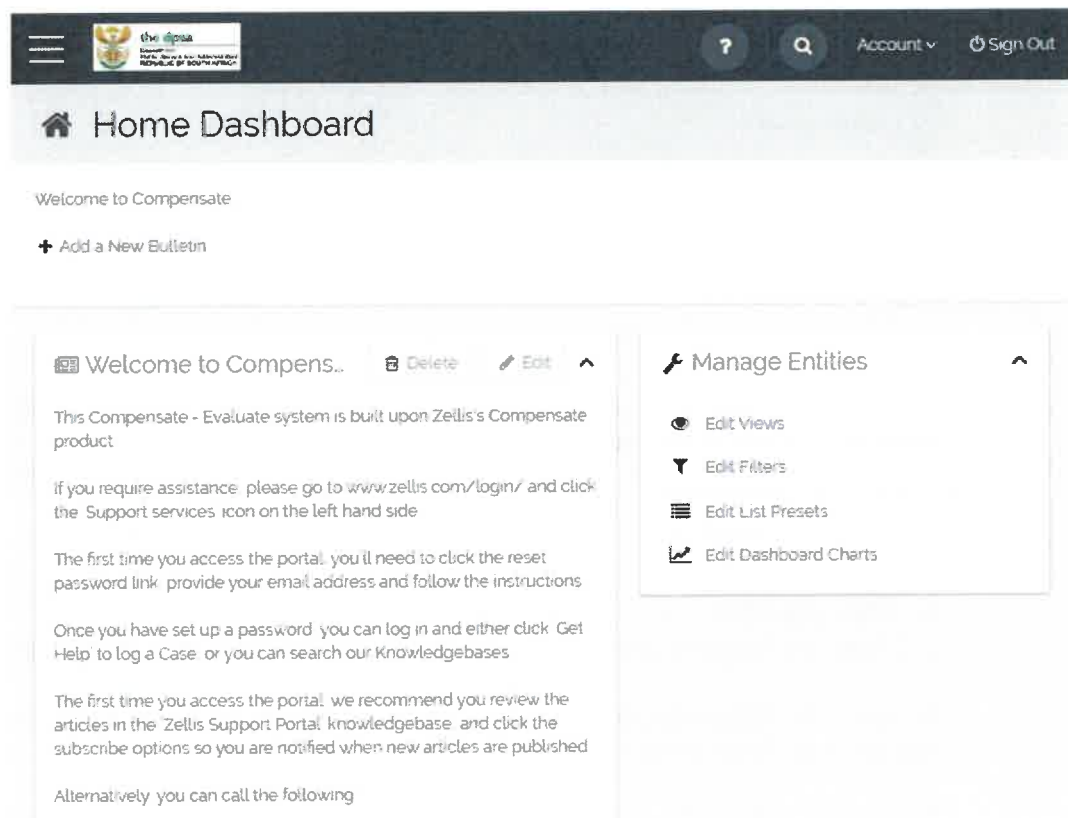 the dpsa
REPUBLIC OF SOUTH AFRICA
?
Account
Sign Out
Home Dashboard
Welcome to Compensate
+ Add a New Bulletin
Welcome to Compens...
Delete
Edit
This Compensate - Evaluate system is built upon Zellis's Compensate
product
If you require assistance please go to www.zellis.com/login/ and click
the Support services icon on the left hand side
The first time you access the portal you'll need to click the reset
password link provide your email address and follow the instructions
Once you have set up a password you can log in and either click Get
Help to log a Case or you can search our Knowledgebases
The first time you access the portal we recommend you review the
articles in the 'Zellis Support Portal' knowledgebase and click the
subscribe options so you are notified when new articles are published
Alternatively you can call the following
Manage Entities
Edit Views
Edit Filters
Edit List Presets
Edit Dashboard Charts